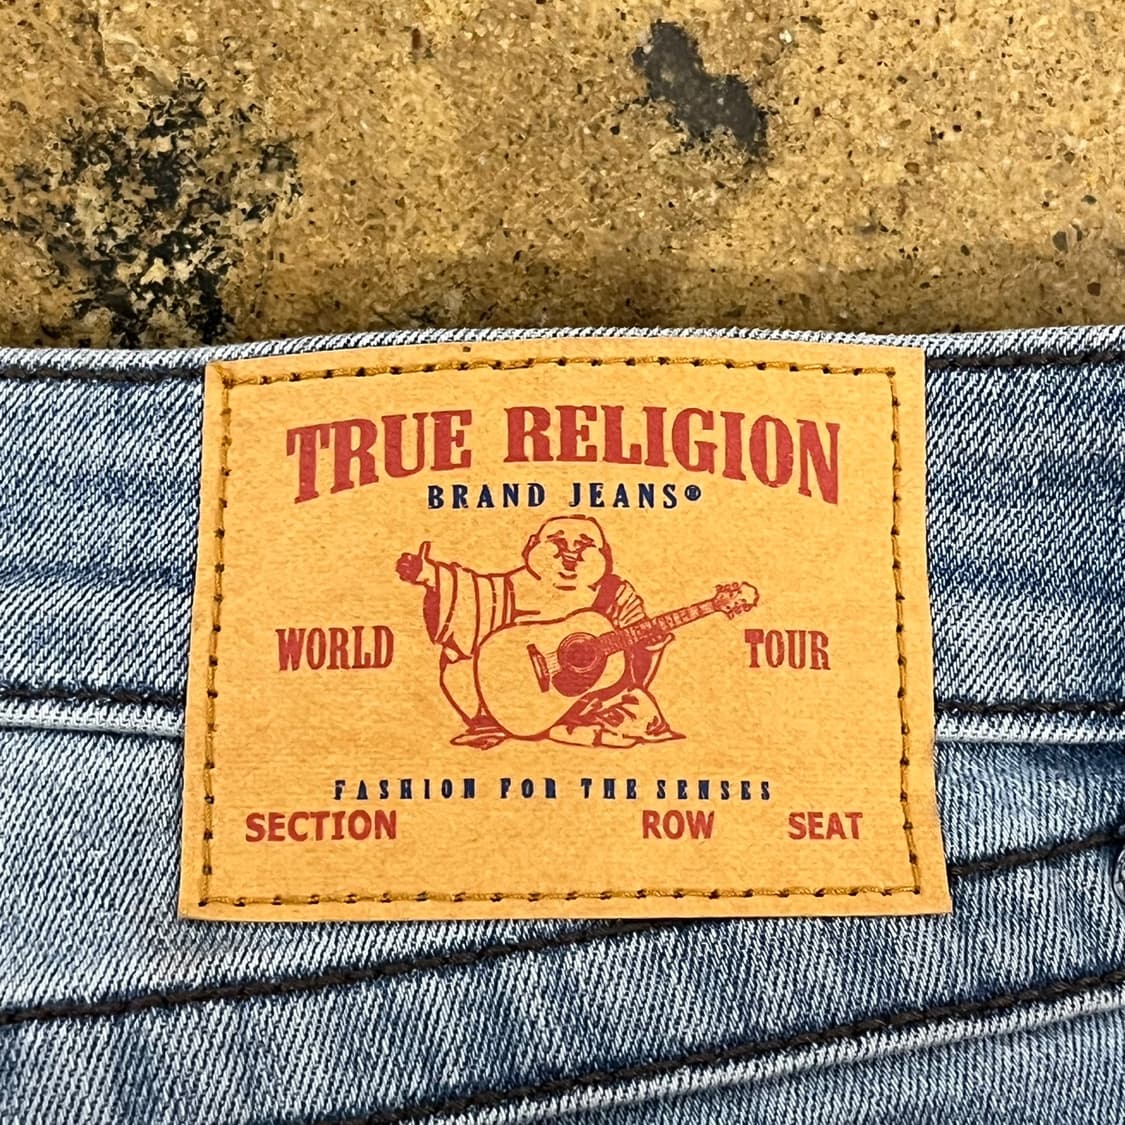 TRUE RELIGION
BRAND JEANS®
WORLD TOUR
FASHION FOR THE SENSES
SECTION ROW SEAT